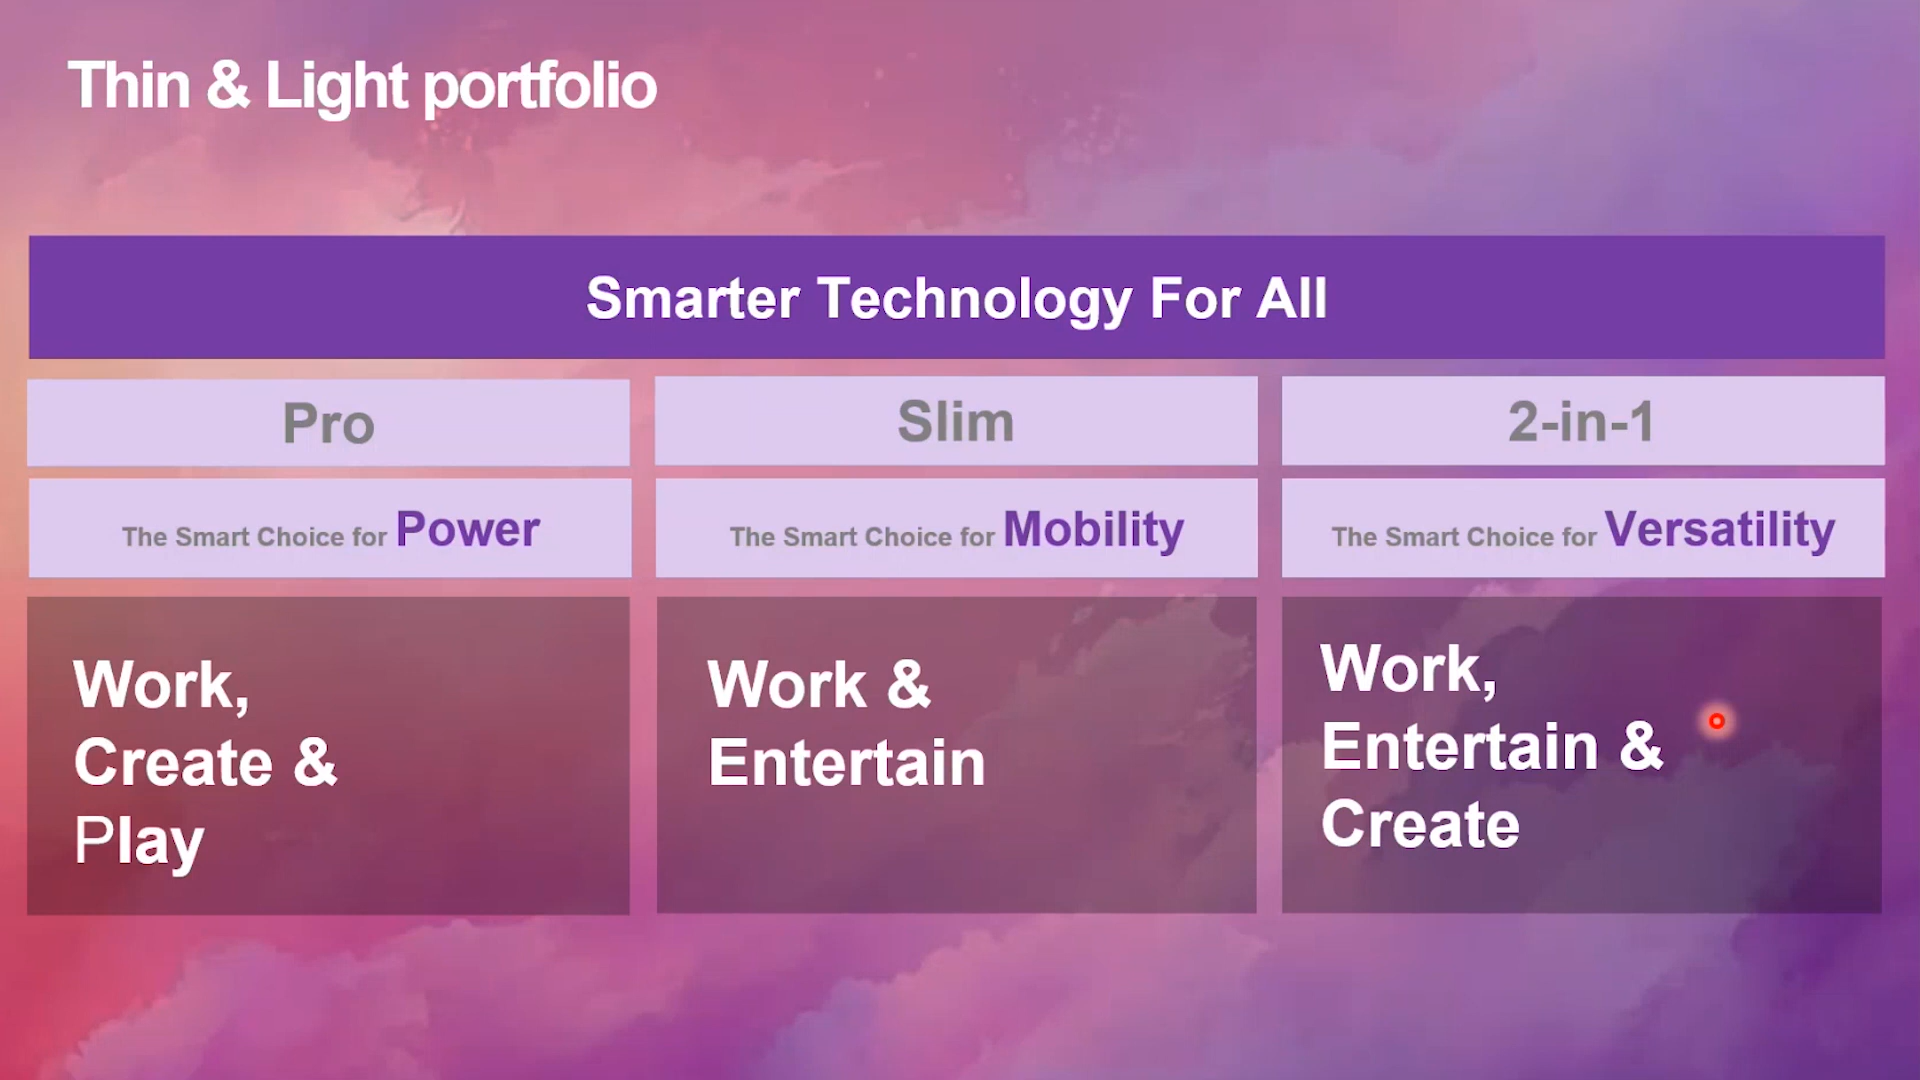 Thin & Light portfolio
Smarter Technology For All
Pro
The Smart Choice for Power
Work,
Create &
Play
Slim
The Smart Choice for Mobility
Work &
Entertain
2-in-1
The Smart Choice for Versatility
Work,
Entertain &
Create